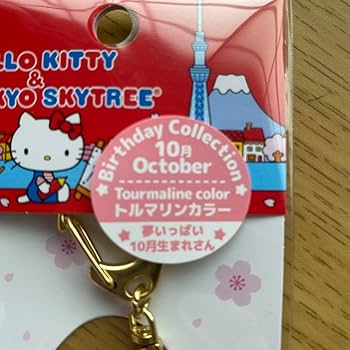 LLO KITTY
&
KYO SKYTREE®
Birthday Collection
10月
October
Tourmaline color
トルマリンカラー
夢いっぱい
10月生まれさん